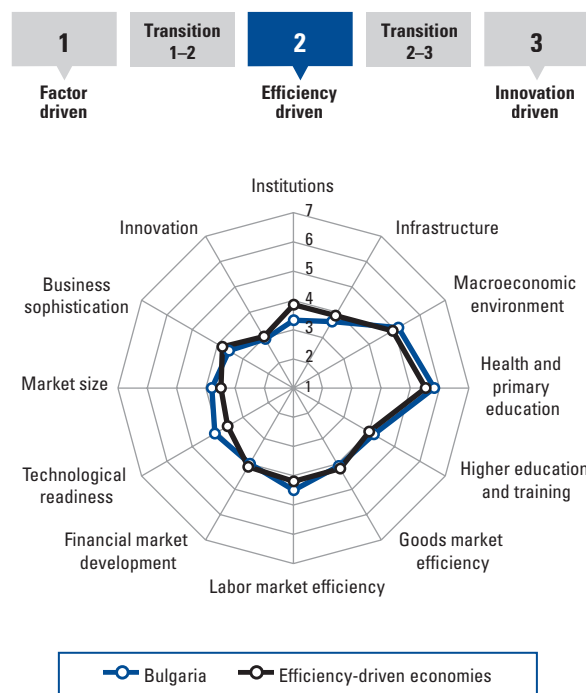 1
Transition
1–2
2
Transition
2–3
3
Factor
driven
Efficiency
driven
Innovation
driven
Institutions
7
Innovation
Infrastructure
6
5
Business
sophistication
Macroeconomic
environment
4
3
2
Market size
1
Health and
primary
education
Technological
readiness
Higher education
and training
Financial market
development
Goods market
efficiency
Labor market efficiency
Bulgaria
Efficiency-driven economies